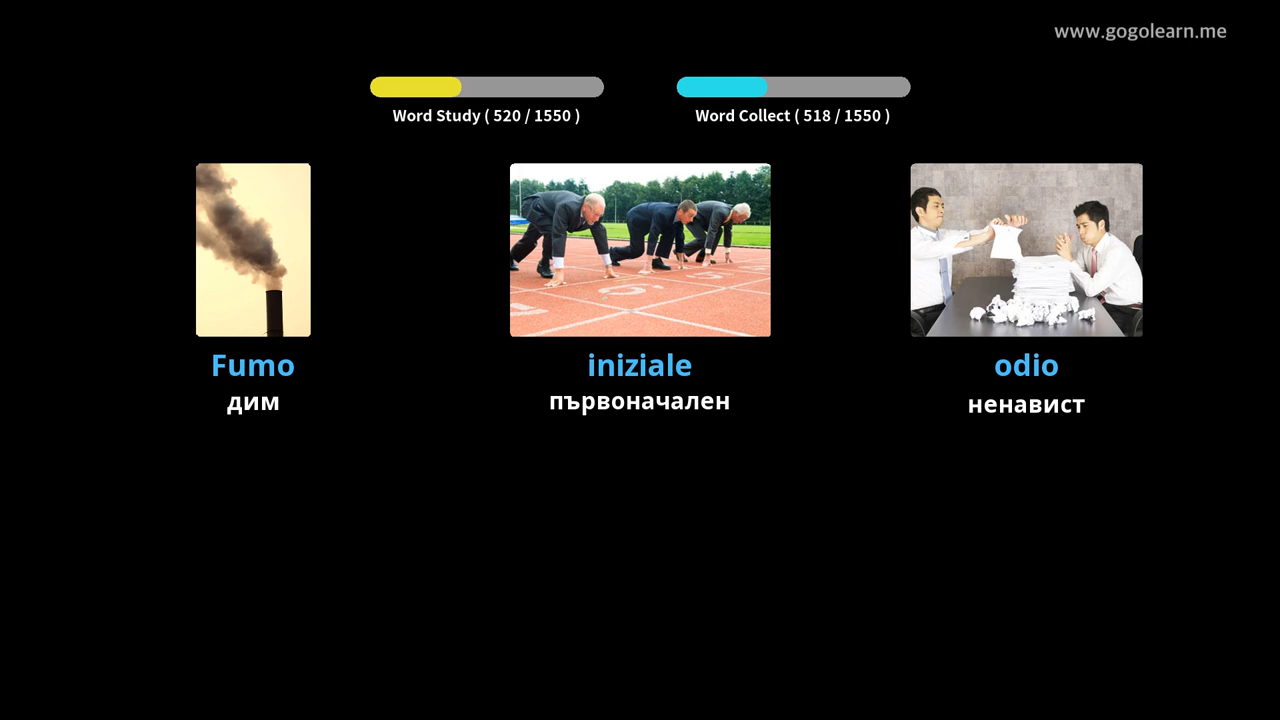 www.gogolearn.me
Word Study ( 520 / 1550 )
Word Collect ( 518 / 1550 )
Fumo
дим
iniziale
първоначален
odio
ненавист